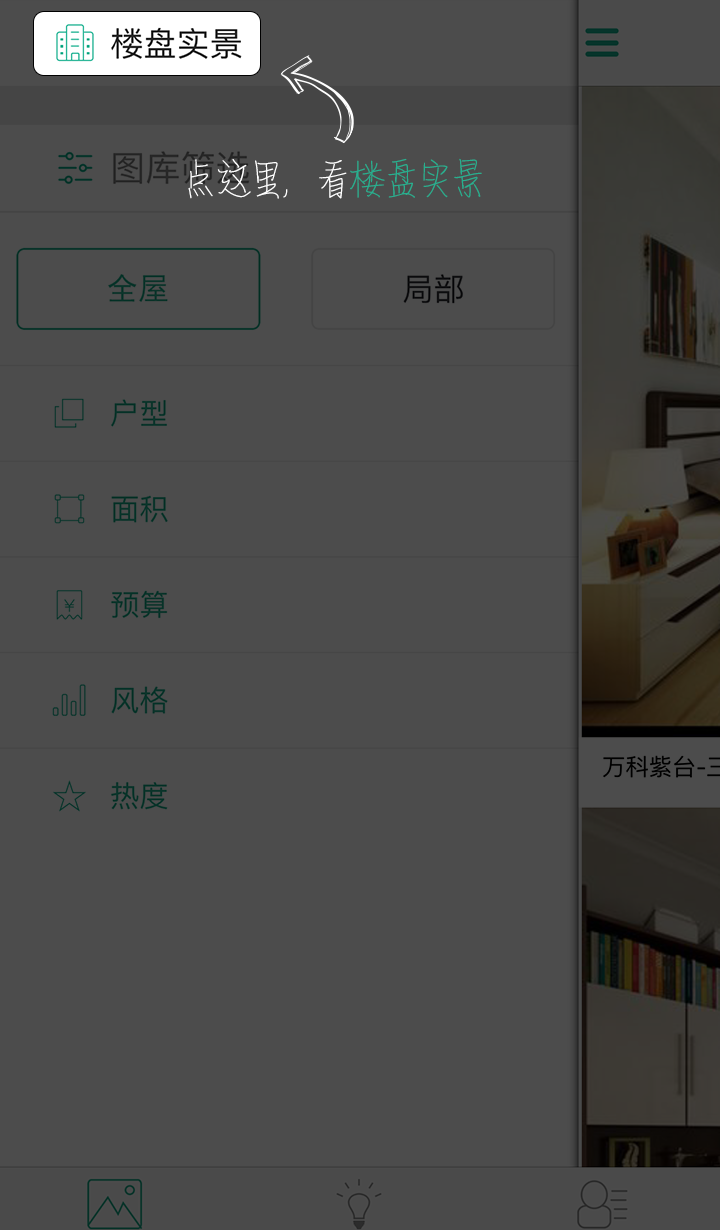 楼盘实景
图库筛选
点这里, 看楼盘实景
全屋
局部
户型
面积
预算
风格
热度
万科紫台-三